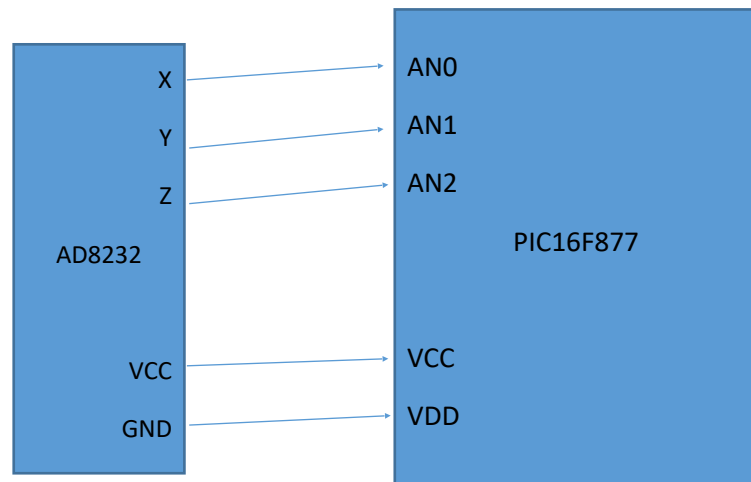 X
Y
Z
AD8232
VCC
GND
AN0
AN1
AN2
PIC16F877
VCC
VDD